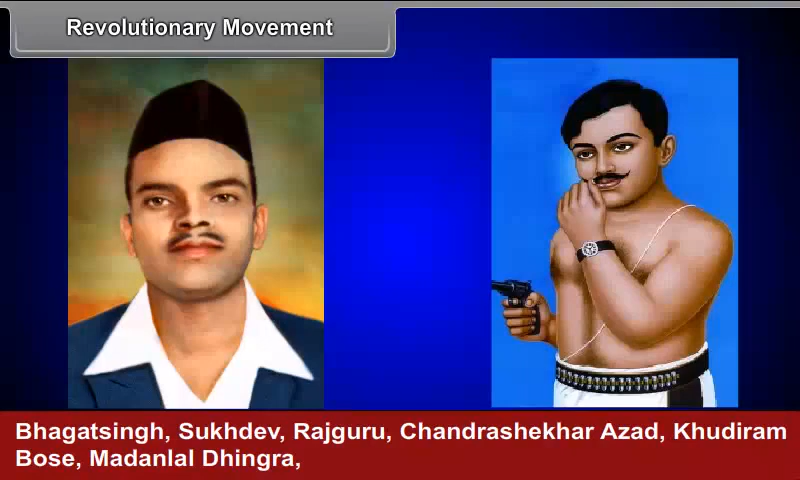 Revolutionary Movement
Bhagatsingh, Sukhdev, Rajguru, Chandrashekhar Azad, Khudiram
Bose, Madanlal Dhingra,